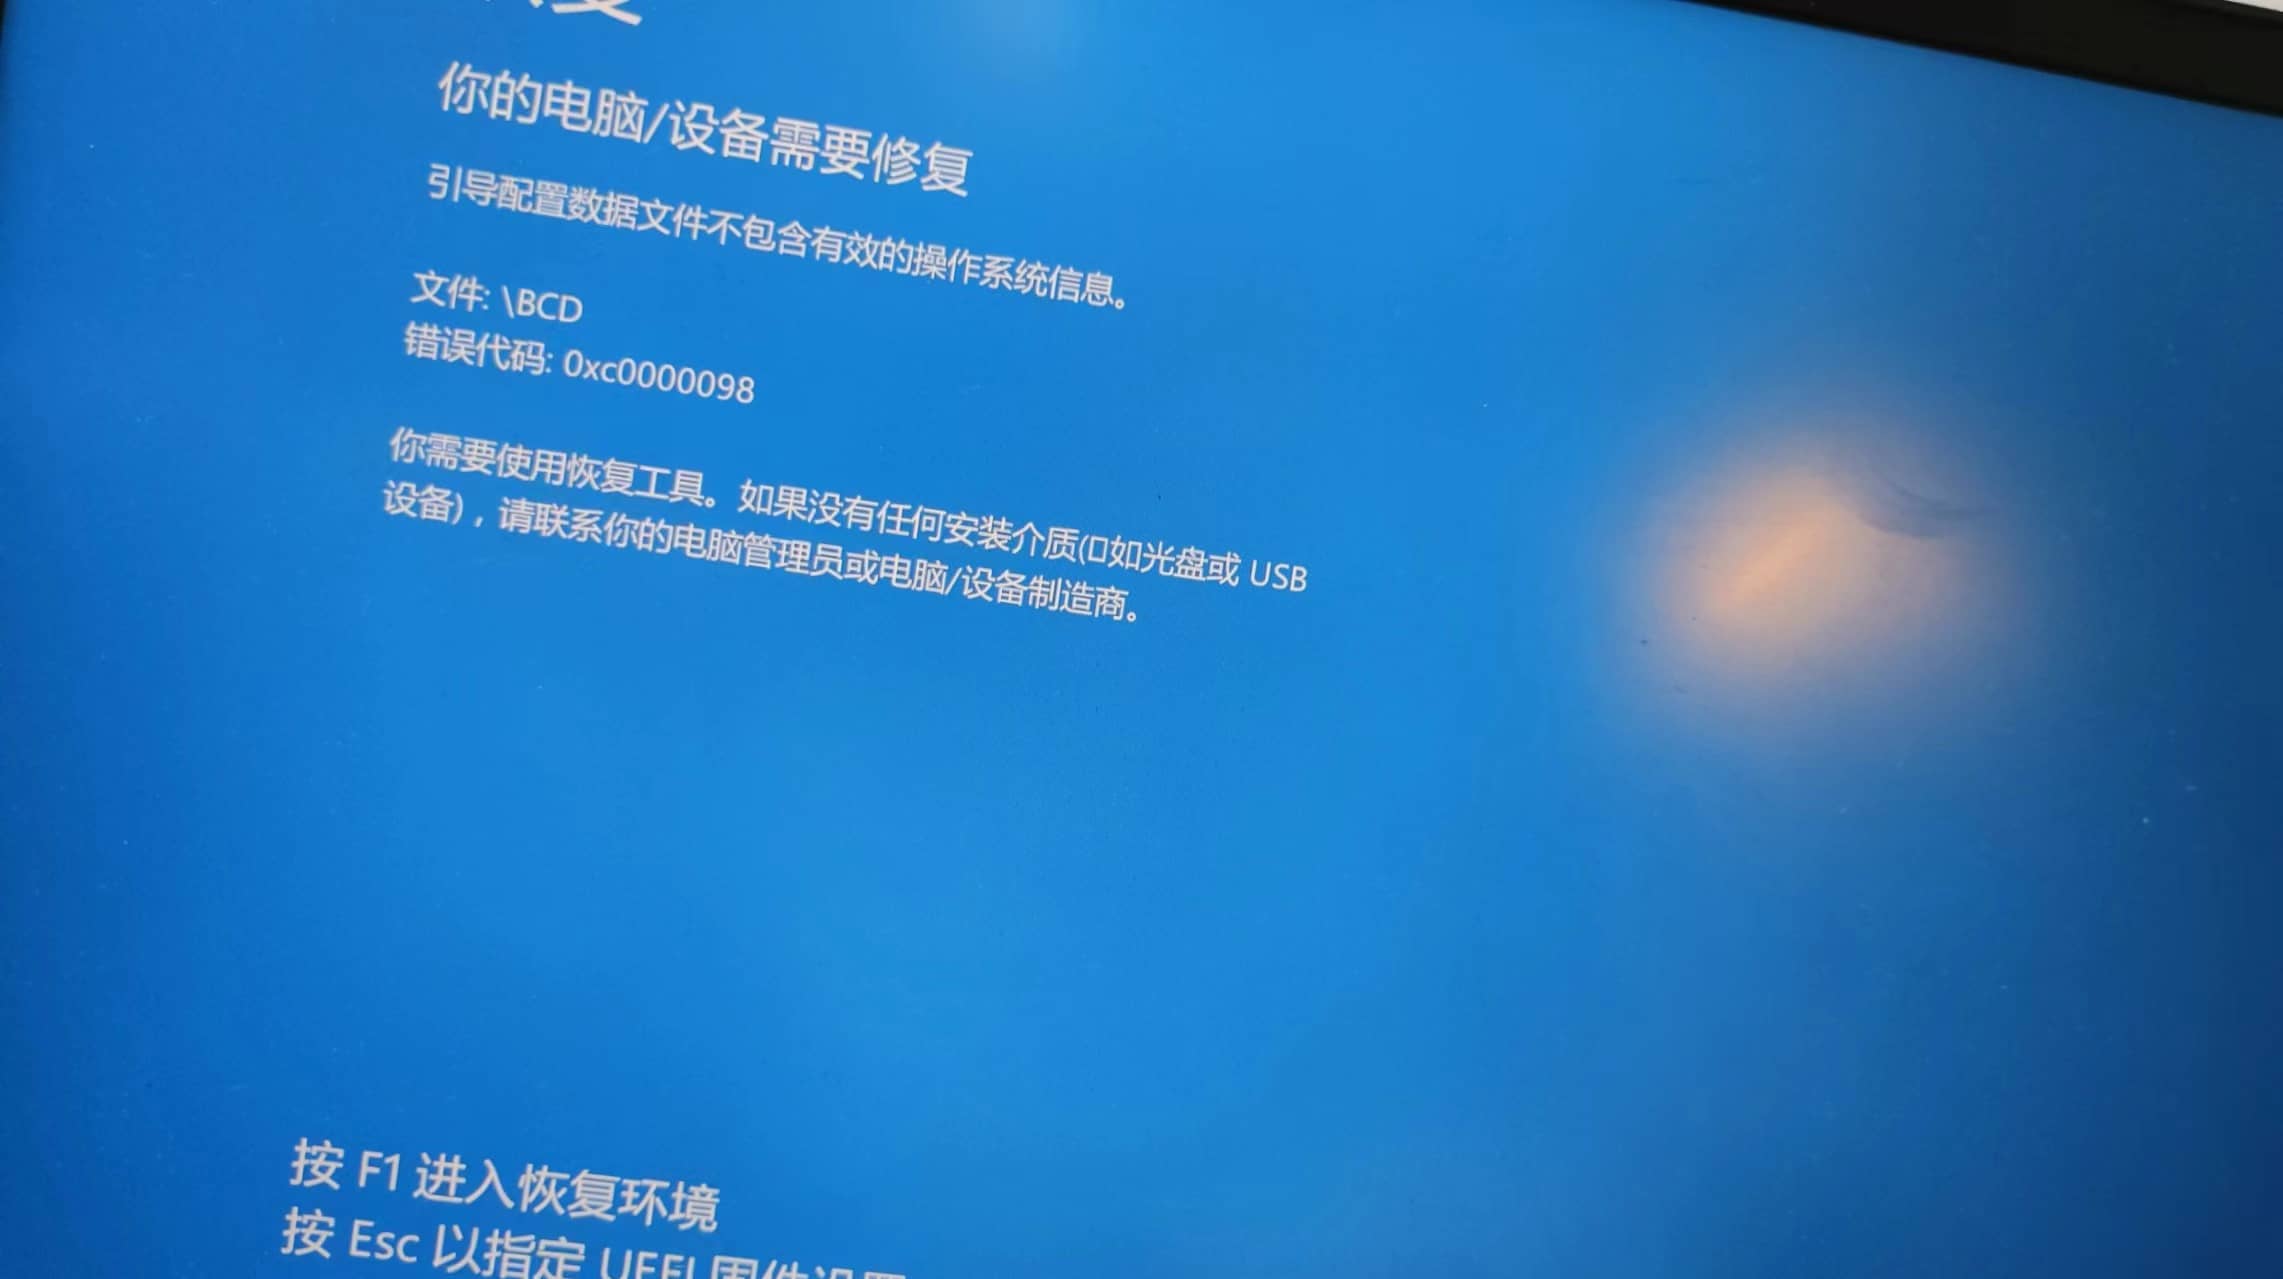 你的电脑/设备需要修复
引导配置数据文件不包含有效的操作系统信息。
文件: \BCD
错误代码: 0xc0000098
你需要使用恢复工具。如果没有任何安装介质(□如光盘或 USB
设备)，请联系你的电脑管理员或电脑/设备制造商。
按 F1 进入恢复环境
按 Esc 以指定 UEFI 固件设置